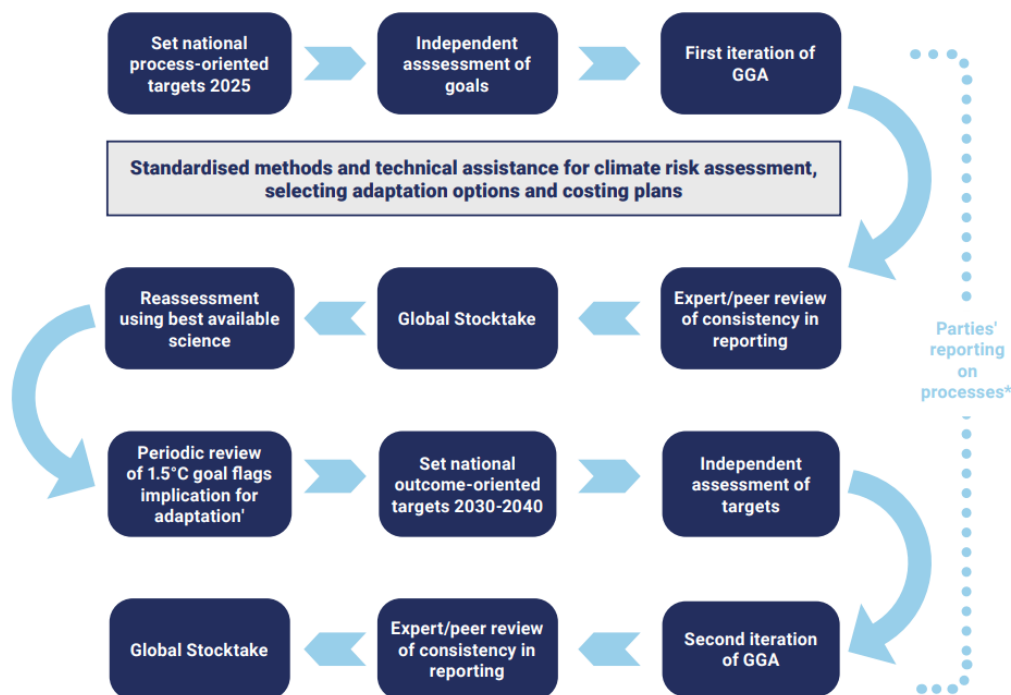 Set national
process-oriented
targets 2025
Independent
asssessment of
goals
First iteration of
GGA
Standardised methods and technical assistance for climate risk assessment,
selecting adaptation options and costing plans
Expert/peer review
of consistency in
reporting
Global Stocktake
Reassessment
using best available
science
Parties'
reporting
on
processes*
Periodic review
of 1.5°C goal flags
implication for
adaptation'
Set national
outcome-oriented
targets 2030-2040
Independent
assessment of
targets
Second iteration
of GGA
Expert/peer review
of consistency in
reporting
Global Stocktake